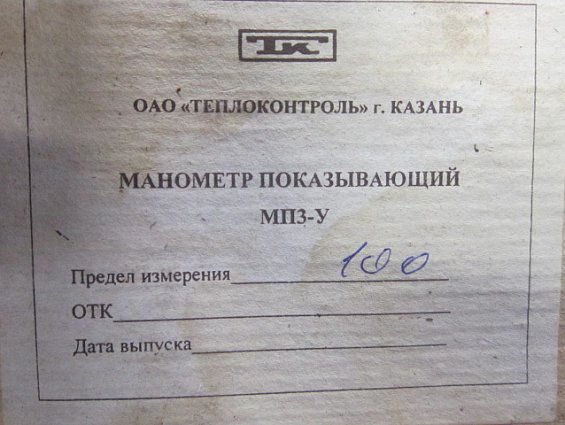 ТК
ОАО «ТЕПЛОКОНТРОЛЬ» г. КАЗАНЬ
МАНОМЕТР ПОКАЗЫВАЮЩИЙ
МПЗ-У
Предел измерения 100
ОТК
Дата выпуска